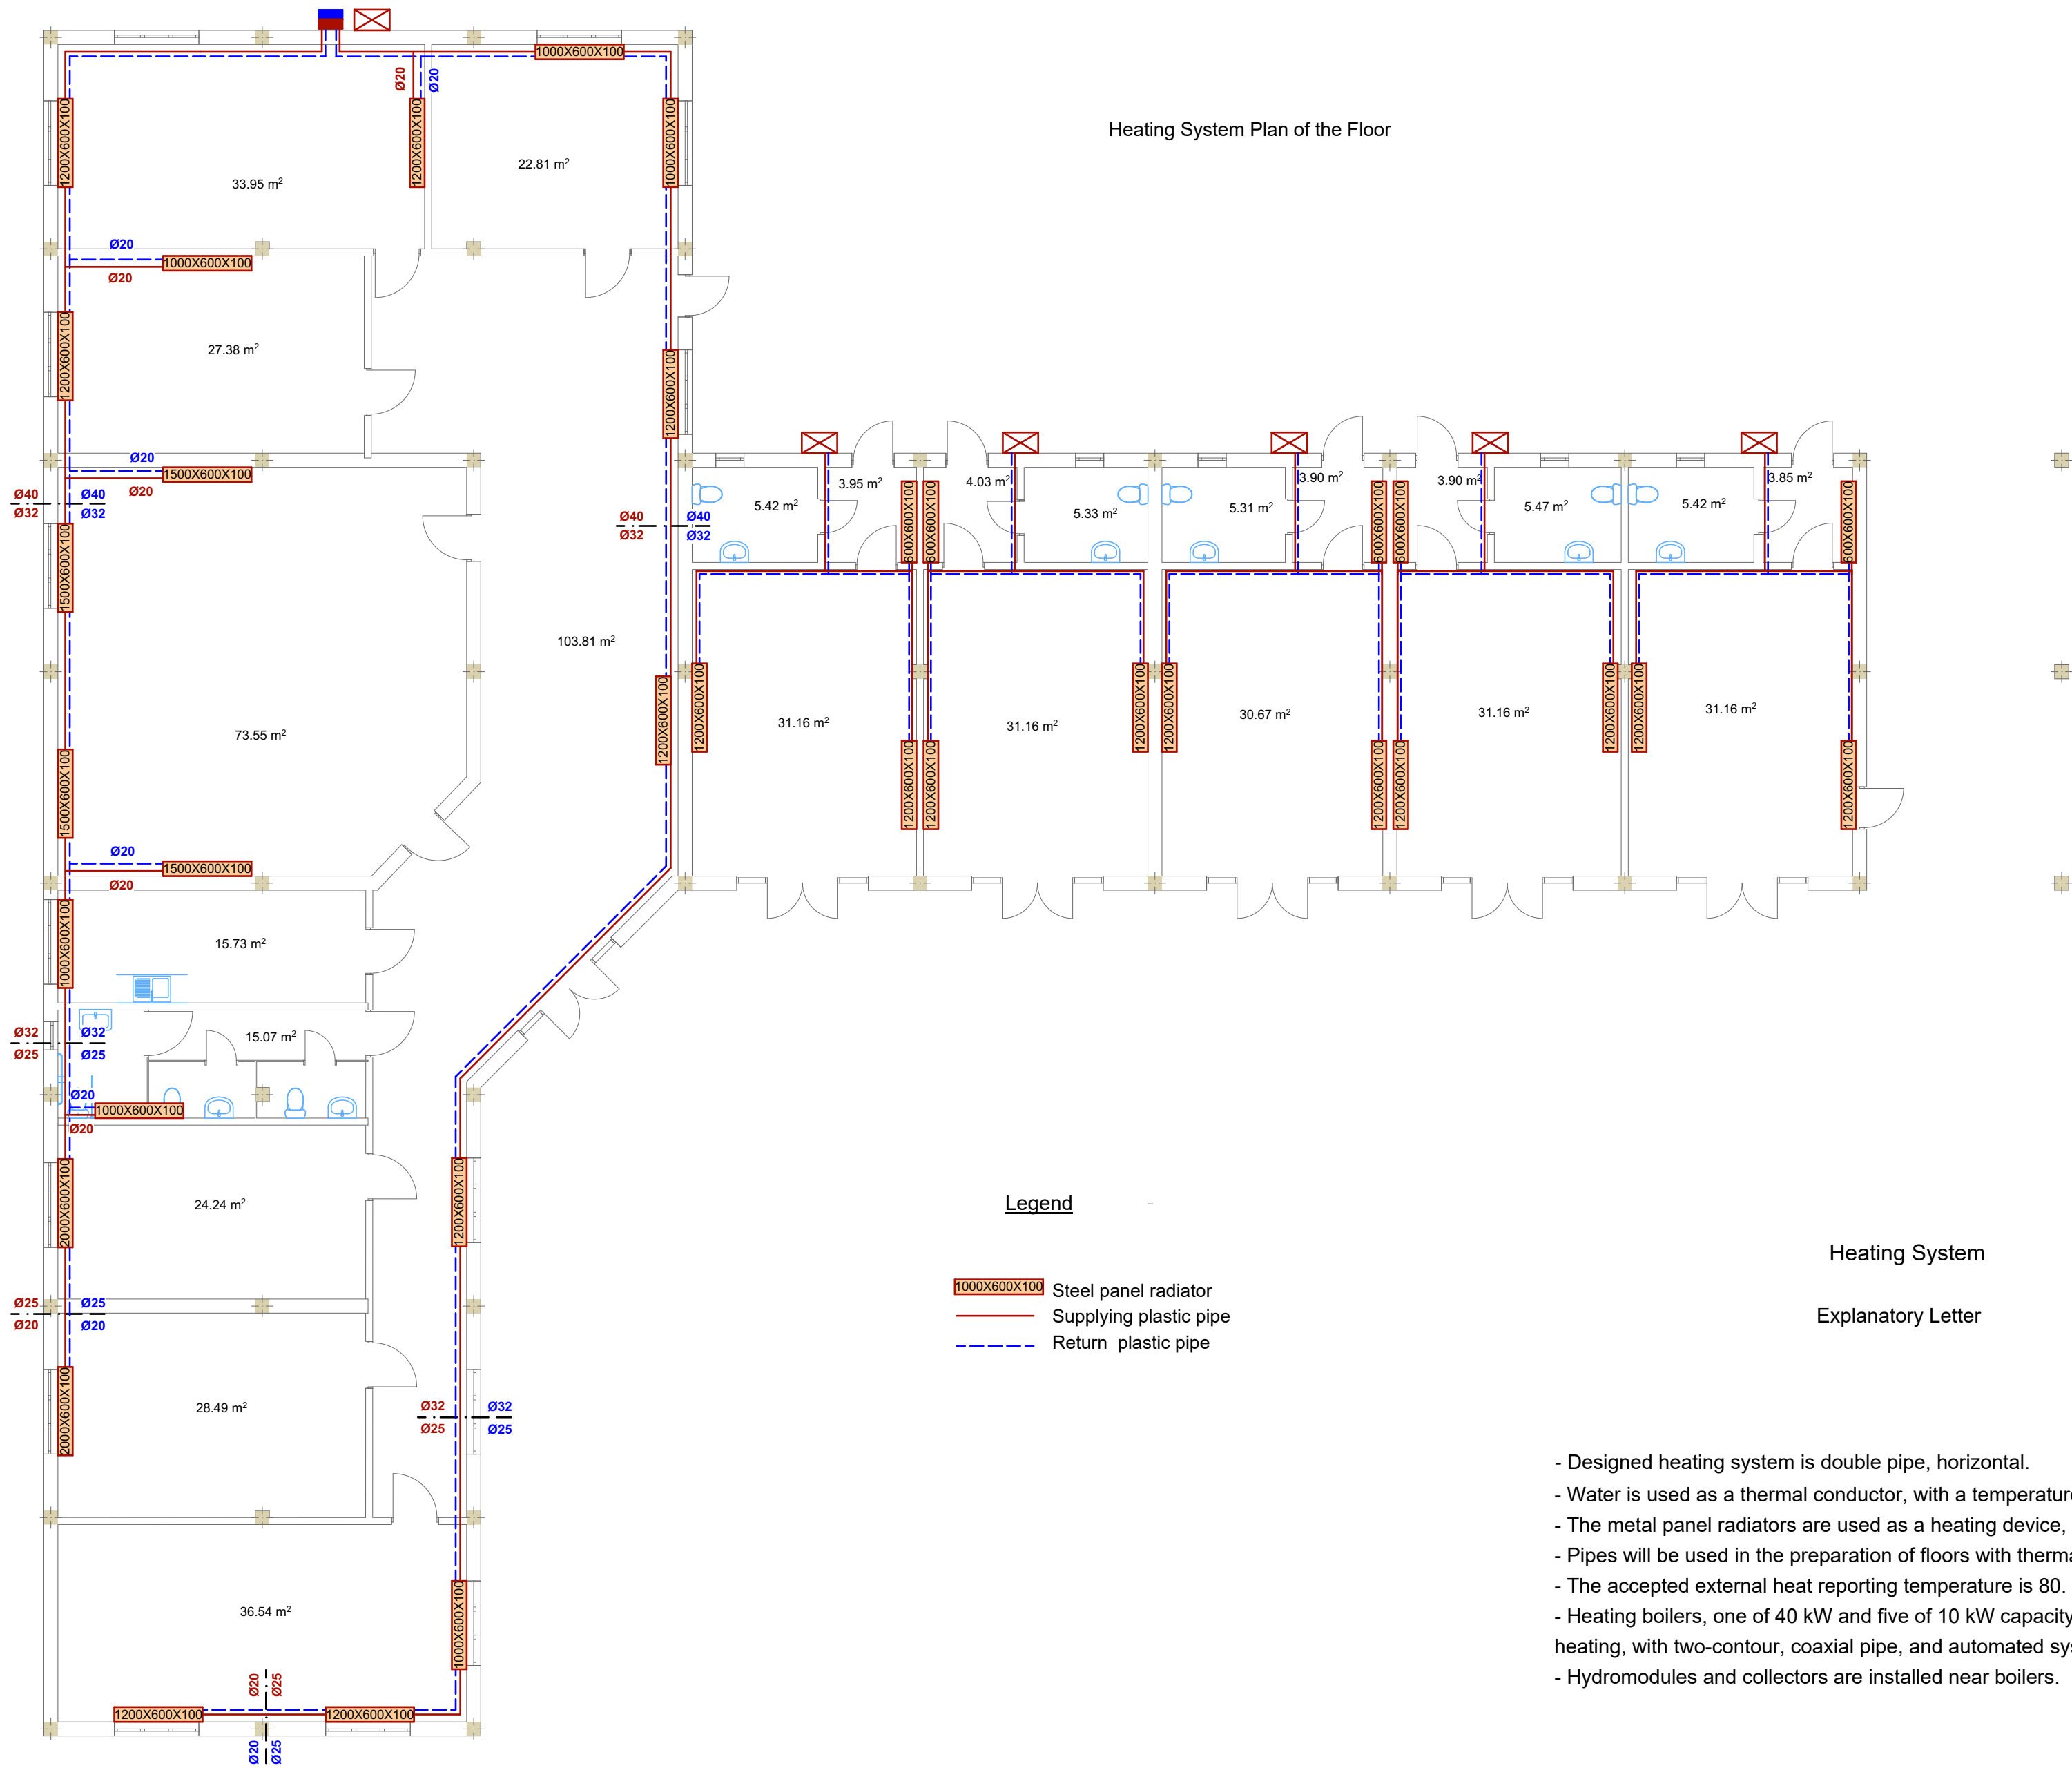 1000X600X100
Ø20
Ø20
1200X600X100
1200X600X100
1000X600X100
Heating System Plan of the Floor
33.95 m²
22.81 m²
Ø20
1000X600X100
Ø20
1200X600X100
27.38 m²
1200X600X100
Ø20
1500X600X100
Ø20
Ø40
Ø32
Ø40
Ø32
1500X600X100
Ø40
Ø32
Ø40
Ø32
5.42 m²
3.95 m²
600X600X100
600X600X100
4.03 m²
5.33 m²
5.31 m²
3.90 m²
600X600X100
600X600X100
3.90 m²
5.47 m²
5.42 m²
3.85 m²
600X600X100
103.81 m²
73.55 m²
1200X600X100
1200X600X100
31.16 m²
1200X600X100
1200X600X100
31.16 m²
1200X600X100
1200X600X100
30.67 m²
1200X600X100
1200X600X100
31.16 m²
1200X600X100
1200X600X100
31.16 m²
1200X600X100
1500X600X100
Ø20
1500X600X100
Ø20
1000X600X100
15.73 m²
Ø32
Ø25
Ø32
Ø25
15.07 m²
Ø20
1000X600X100
Ø20
2000X600X100
24.24 m²
1200X600X100
Ø25
Ø20
Ø25
Ø20
2000X600X100
28.49 m²
Ø32
Ø25
Ø32
Ø25
36.54 m²
1000X600X100
Ø20
Ø25
1200X600X100
1200X600X100
Ø20
Ø25
Legend
-
1000X600X100
Steel panel radiator
Supplying plastic pipe
Return plastic pipe
Heating System
Explanatory Letter
- Designed heating system is double pipe, horizontal.
- Water is used as a thermal conductor, with a temperature
- The metal panel radiators are used as a heating device,
- Pipes will be used in the preparation of floors with therma
- The accepted external heat reporting temperature is 80.
- Heating boilers, one of 40 kW and five of 10 kW capacity
heating, with two-contour, coaxial pipe, and automated sy
- Hydromodules and collectors are installed near boilers.